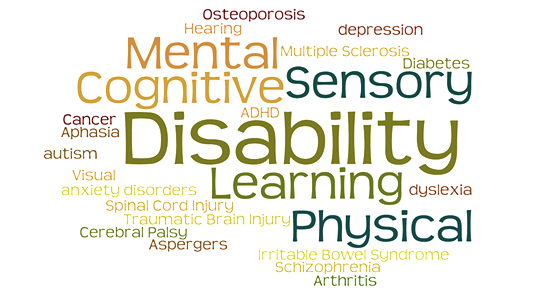 Osteoporosis
Hearing
depression
Mental
Multiple Sclerosis
Diabetes
Cognitive
Sensory
ADHD
Cancer
Disability
Aphasia
autism
Visual
Learning
anxiety disorders
dyslexia
Spinal Cord Injury
Traumatic Brain Injury
Physical
Cerebral Palsy
Aspergers
Irritable Bowel Syndrome
Schizophrenia
Arthritis